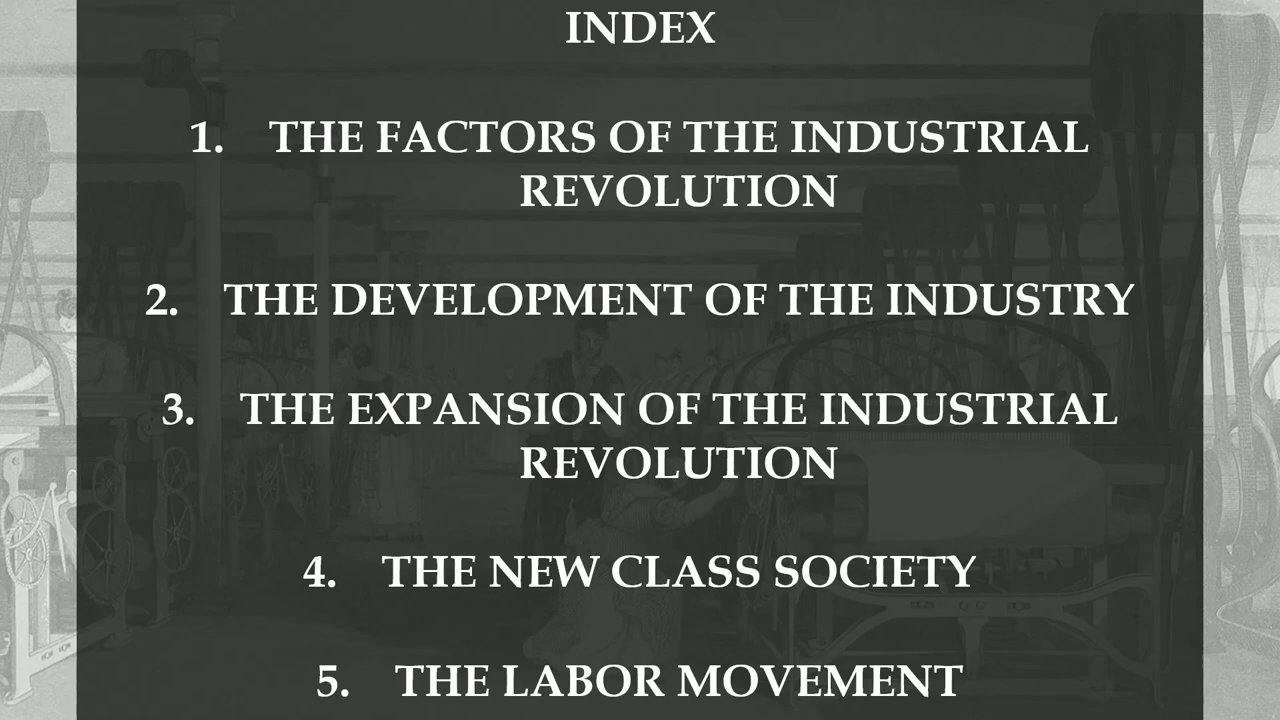 INDEX
1. THE FACTORS OF THE INDUSTRIAL
REVOLUTION
2. THE DEVELOPMENT OF THE INDUSTRY
3. THE EXPANSION OF THE INDUSTRIAL
REVOLUTION
4. THE NEW CLASS SOCIETY
5. THE LABOR MOVEMENT